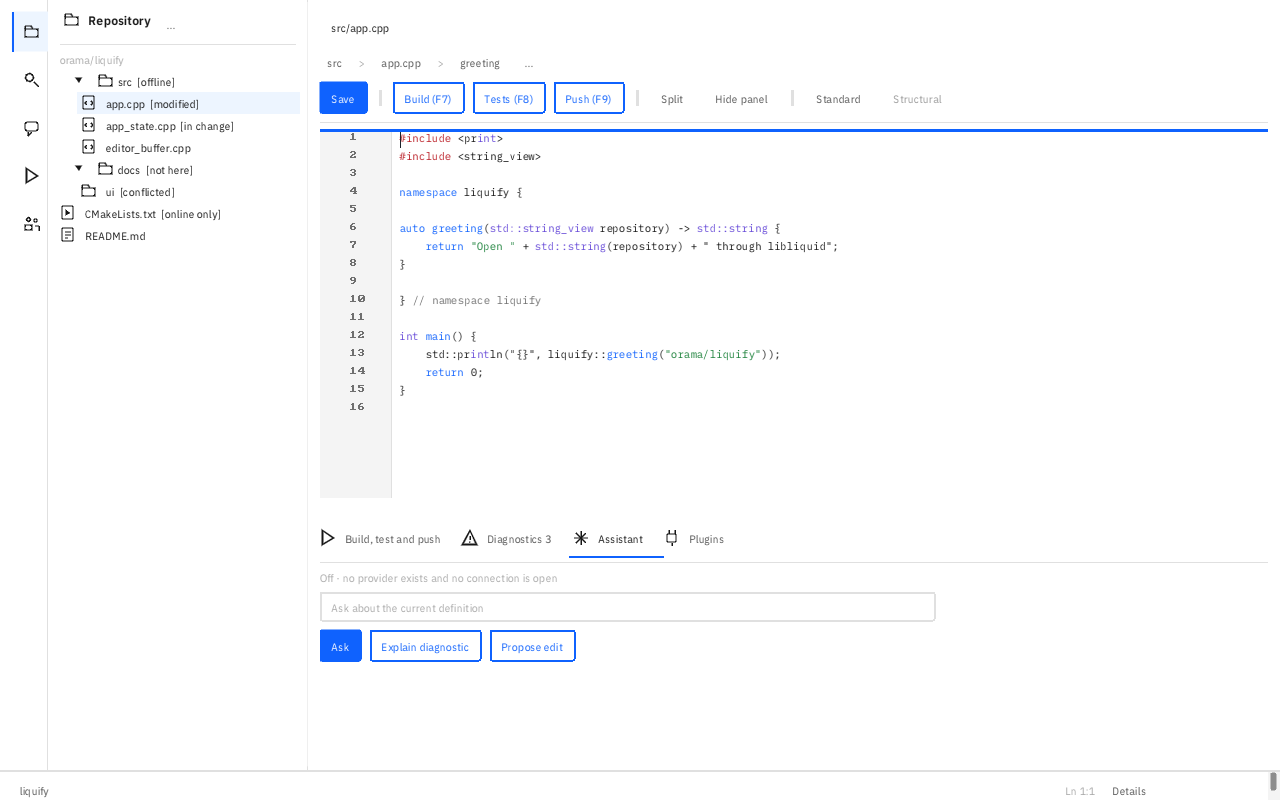 Repository ...
orama/liquify
src [offline]
app.cpp [modified]
app_state.cpp [in change]
editor_buffer.cpp
docs [not here]
ui [conflicted]
CMakeLists.txt [online only]
README.md
src/app.cpp
src > app.cpp > greeting ...
Save Build (F7) Tests (F8) Push (F9) Split Hide panel Standard Structural
1 #include <print>
2 #include <string_view>
3
4 namespace liquify {
5
6 auto greeting(std::string_view repository) -> std::string {
7     return "Open " + std::string(repository) + " through libliquid";
8 }
9
10 } // namespace liquify
11
12 int main() {
13     std::println("{}", liquify::greeting("orama/liquify"));
14     return 0;
15 }
16
Build, test and push Diagnostics 3 Assistant Plugins
Off · no provider exists and no connection is open
Ask about the current definition
Ask Explain diagnostic Propose edit
liquify Ln 1:1 Details